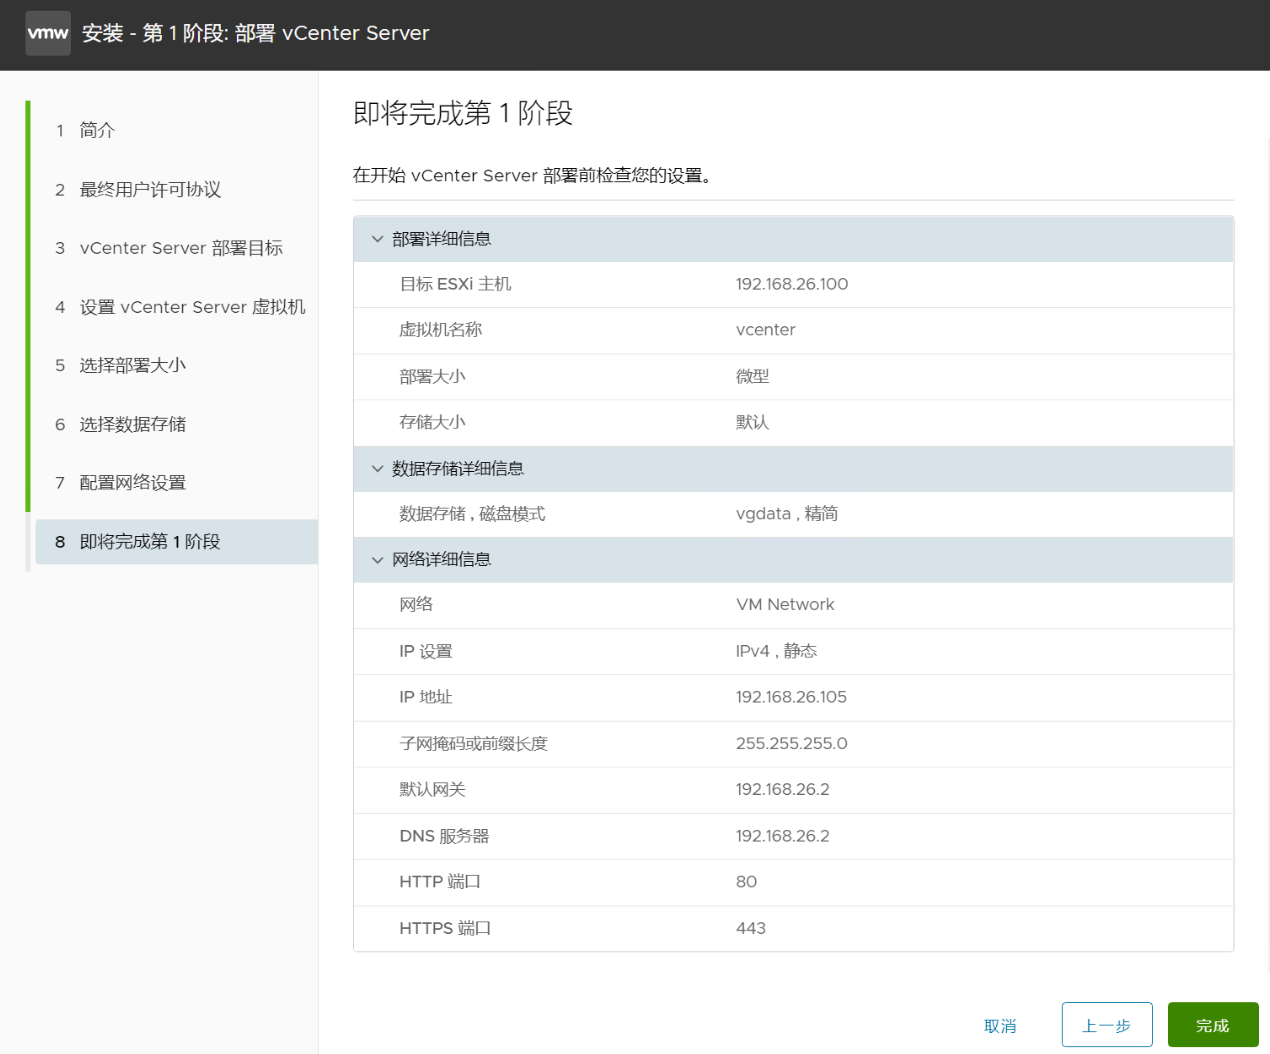 vmw 安装 - 第 1 阶段: 部署 vCenter Server
1 简介
2 最终用户许可协议
3 vCenter Server 部署目标
4 设置 vCenter Server 虚拟机
5 选择部署大小
6 选择数据存储
7 配置网络设置
8 即将完成第 1 阶段
即将完成第 1 阶段
在开始 vCenter Server 部署前检查您的设置。
部署详细信息
目标 ESXi 主机 192.168.26.100
虚拟机名称 vcenter
部署大小 微型
存储大小 默认
数据存储详细信息
数据存储 , 磁盘模式 vgdata , 精简
网络详细信息
网络 VM Network
IP 设置 IPv4 , 静态
IP 地址 192.168.26.105
子网掩码或前缀长度 255.255.255.0
默认网关 192.168.26.2
DNS 服务器 192.168.26.2
HTTP 端口 80
HTTPS 端口 443
取消 上一步 完成